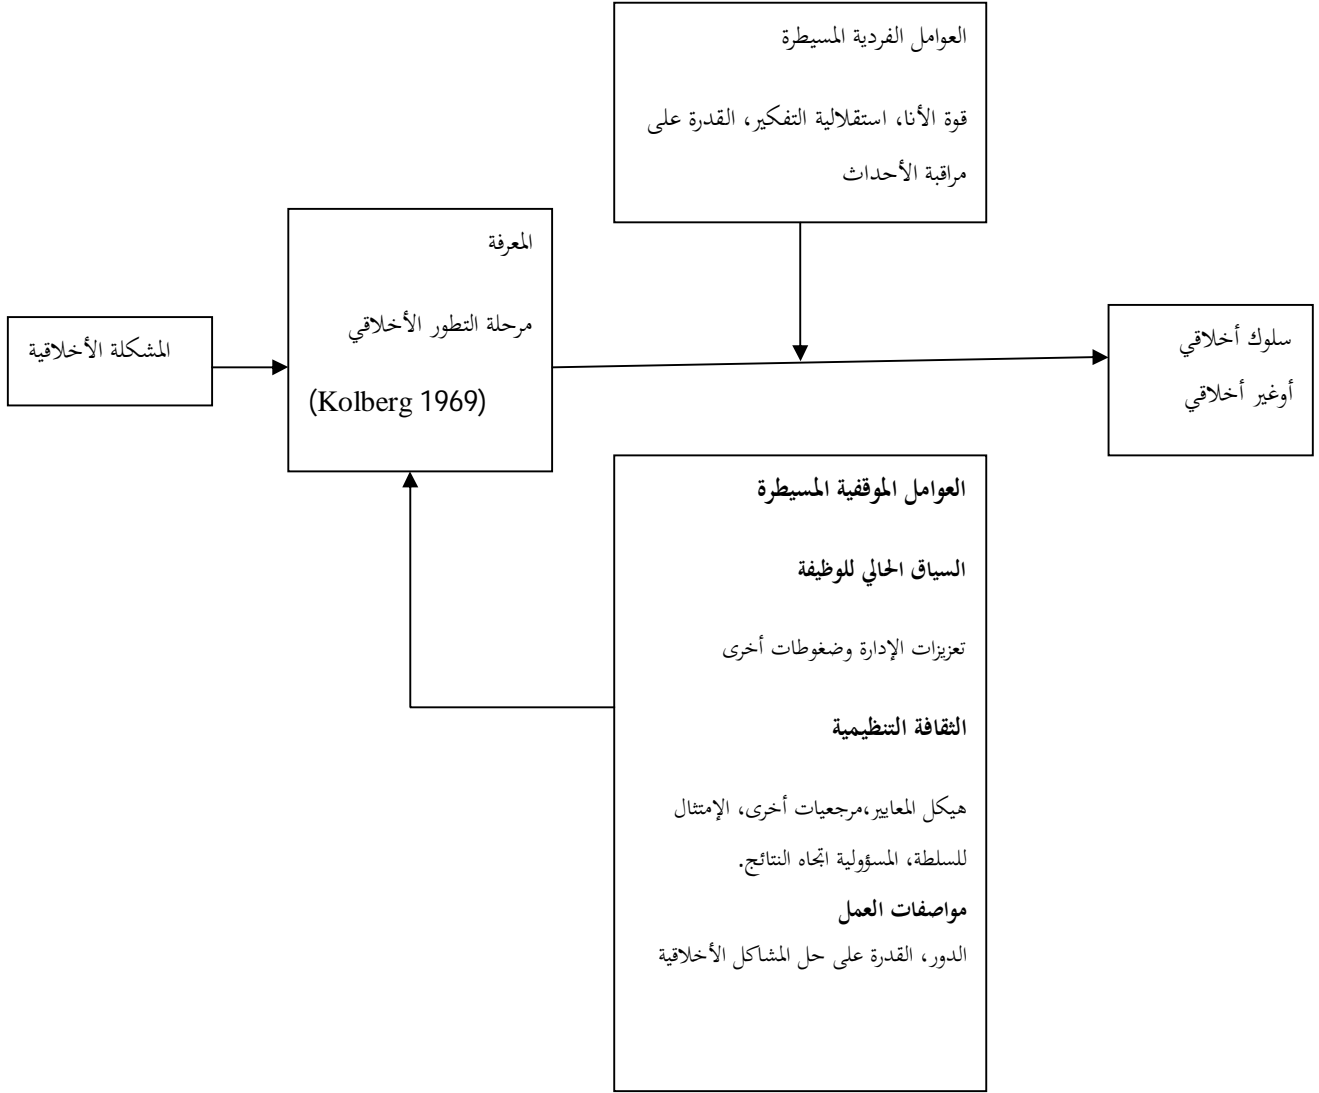 العوامل الفردية المسيطرة
قوة الأنا، استقلالية التفكير، القدرة على
مراقبة الأحداث
المعرفة
مرحلة التطور الأخلاقي
(Kolberg 1969)
المشكلة الأخلاقية
سلوك أخلاقي
أوغير أخلاقي
العوامل الموقفية المسيطرة
السياق الحالي للوظيفة
تعزيزات الإدارة وضغوطات أخرى
الثقافة التنظيمية
هيكل المعايير،مرجعيات أخرى، الإمتثال
للسلطة، المسؤولية اتجاه النتائج.
مواصفات العمل
الدور، القدرة على حل المشاكل الأخلاقية